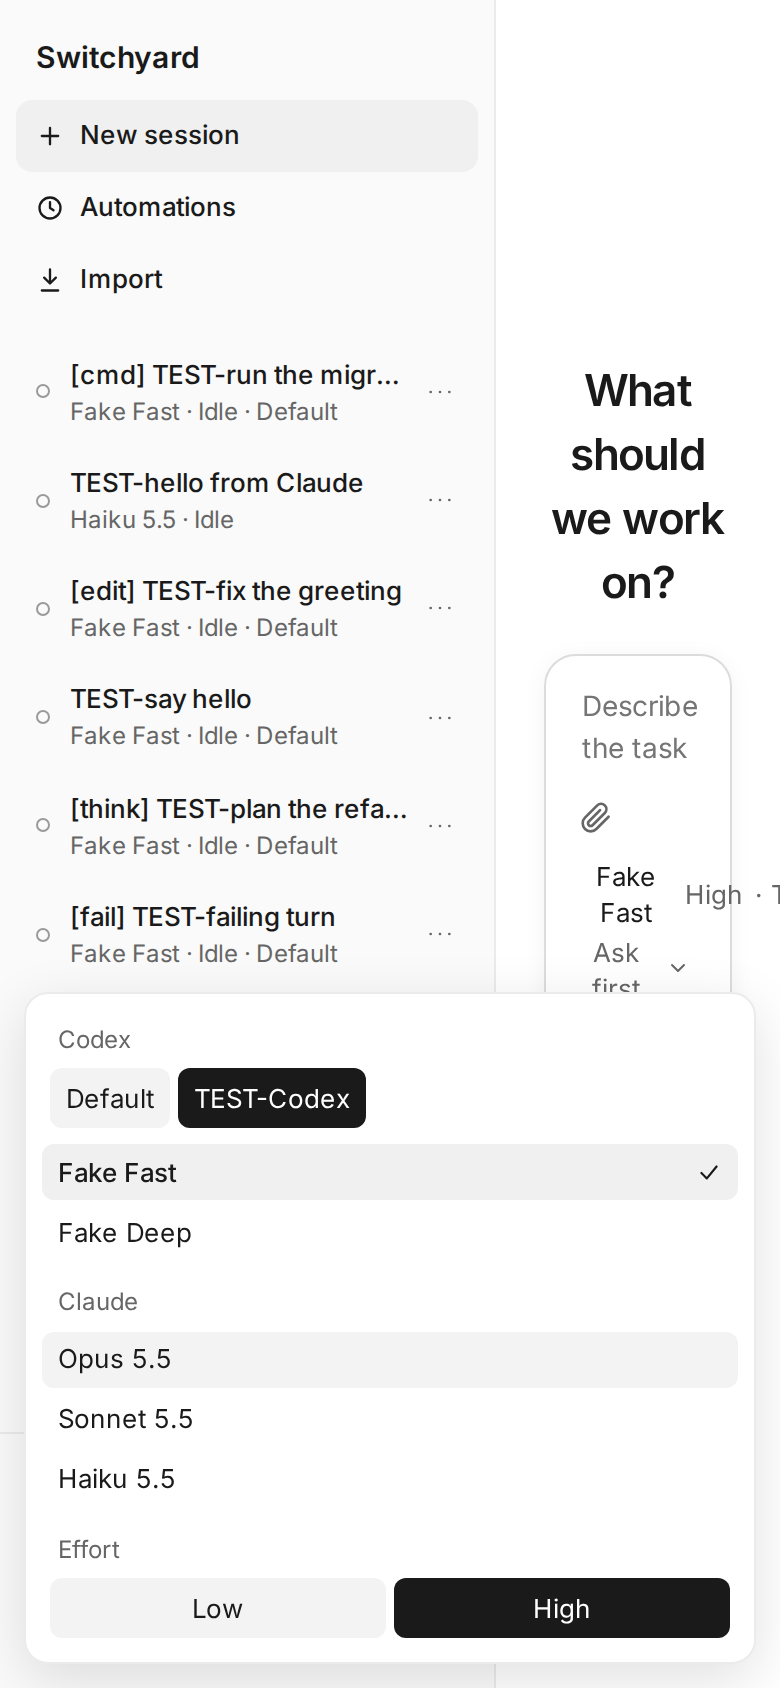 Switchyard
New session
Automations
Import
[cmd] TEST-run the migr...
Fake Fast · Idle · Default
TEST-hello from Claude
Haiku 5.5 · Idle
[edit] TEST-fix the greeting
Fake Fast · Idle · Default
TEST-say hello
Fake Fast · Idle · Default
[think] TEST-plan the refa...
Fake Fast · Idle · Default
[fail] TEST-failing turn
Fake Fast · Idle · Default
What
should
we work
on?
Describe
the task
Fake
Fast
High · T
Ask
first
Codex
Default
TEST-Codex
Fake Fast
Fake Deep
Claude
Opus 5.5
Sonnet 5.5
Haiku 5.5
Effort
Low
High